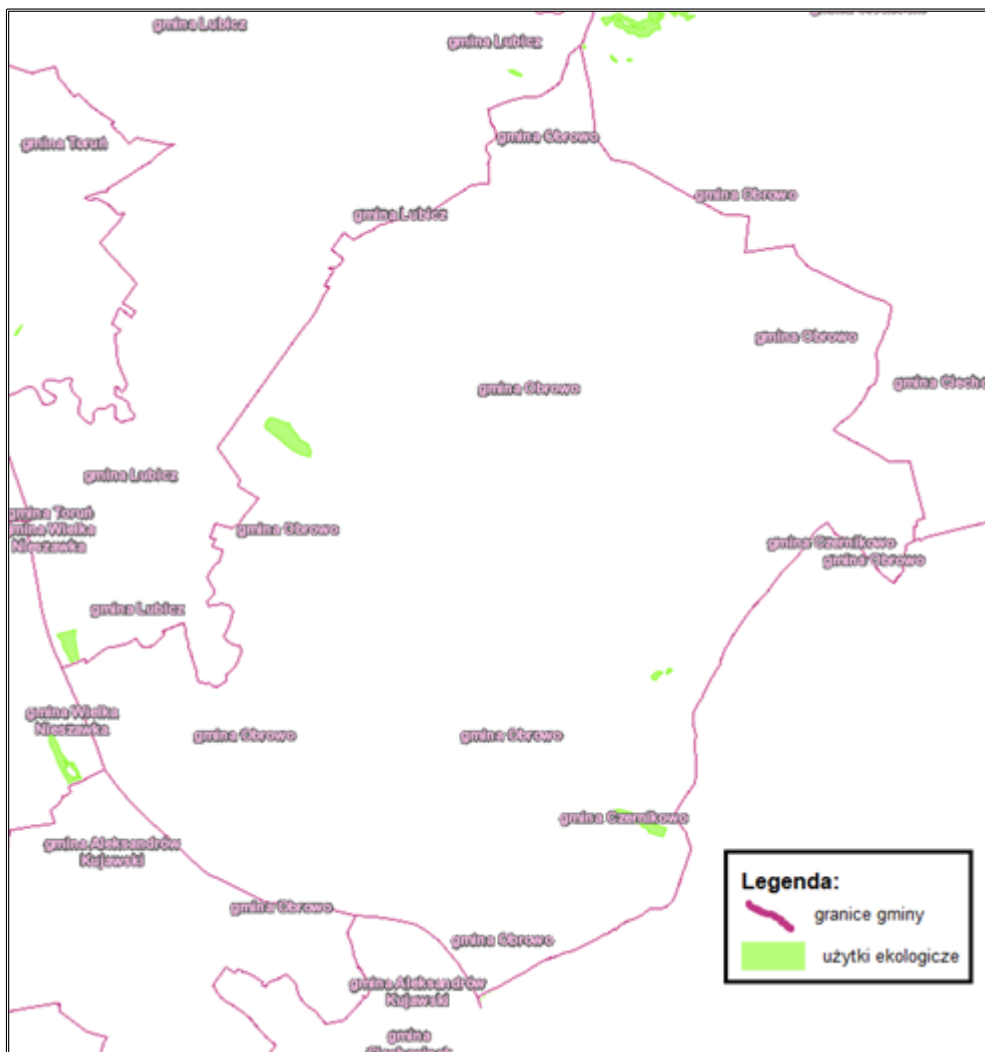 gmina Lubicz
gmina Lubicz
gmina Toruń
gmina Obrowo
gmina Obrowo
gmina Lubicz
gmina Obrowo
gmina Obrowo
gmina Ciecho
gmina Lubicz
gmina Toruń
gmina Wielka
Nieszawka
gmina Obrowo
gmina Czernikowo
gmina Obrowo
gmina Lubicz
gmina Wielka
Nieszawka
gmina Obrowo
gmina Obrowo
gmina Czernikowo
gmina Aleksandrów
Kujawski
Legenda:
granice gminy
użytki ekologicze
gmina Obrowo
gmina Obrowo
gmina Aleksandrów
Kujawski
gmina